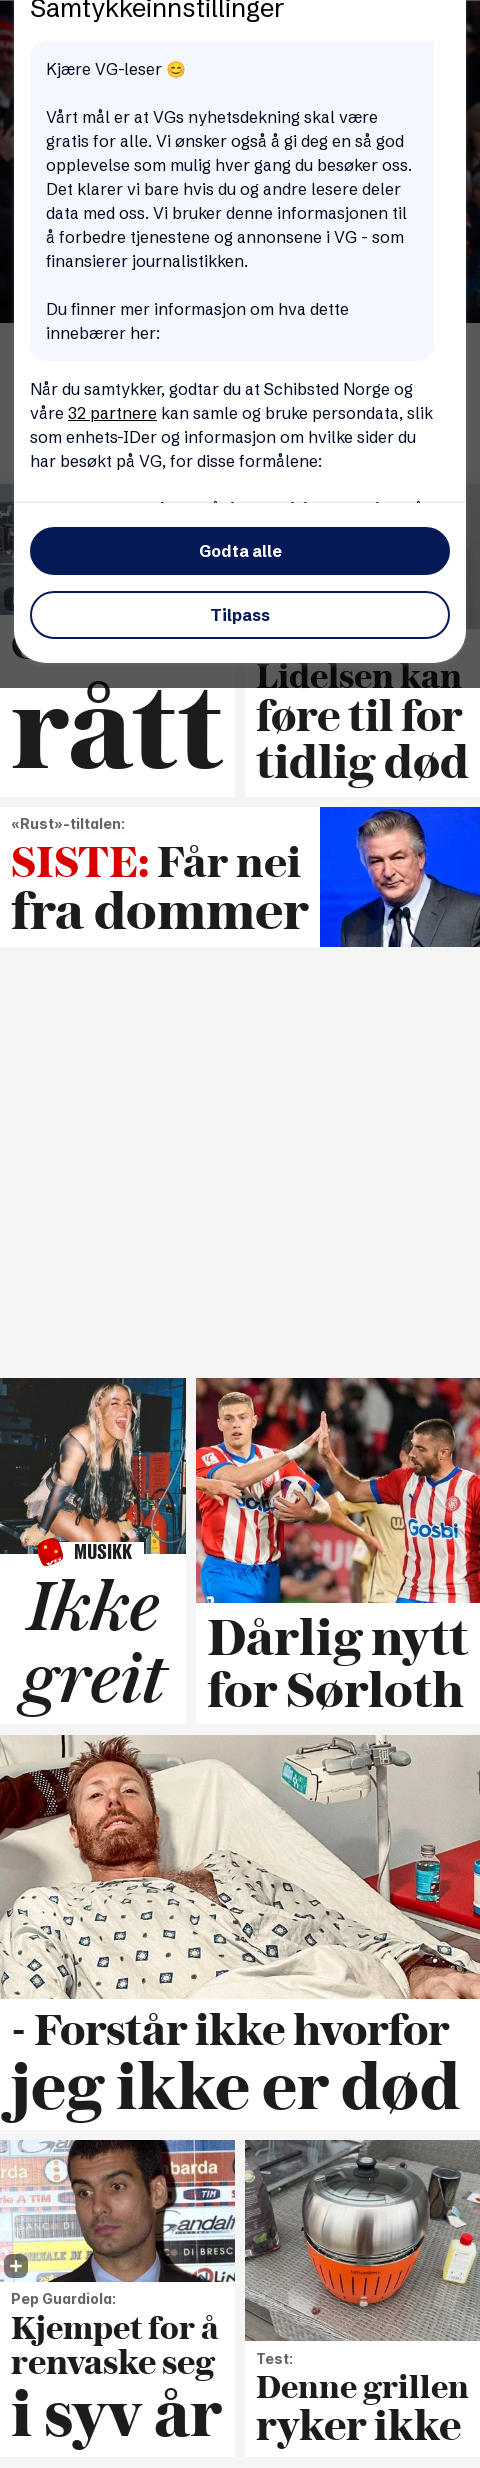 Samtykkeinnstillinger
Kjære VG-leser 😊
Vårt mål er at VGs nyhetsdekning skal være
gratis for alle. Vi ønsker også å gi deg en så god
opplevelse som mulig hver gang du besøker oss.
Det klarer vi bare hvis du og andre lesere deler
data med oss. Vi bruker denne informasjonen til
å forbedre tjenestene og annonsene i VG - som
finansierer journalistikken.
Du finner mer informasjon om hva dette
innebærer her:
Når du samtykker, godtar du at Schibsted Norge og
våre 32 partnere kan samle og bruke persondata, slik
som enhets-IDer og informasjon om hvilke sider du
har besøkt på VG, for disse formålene:
Godta alle
Tilpass
rått
Lidelsen kan
føre til for
tidlig død
«Rust»-tiltalen:
SISTE: Får nei
fra dommer
MUSIKK
Ikke
greit
Gosbi
Gosbi
Dårlig nytt
for Sørloth
- Forstår ikke hvorfor
jeg ikke er død
TIM
DI BRESC
+
Pep Guardiola:
Kjempet for å
renvaske seg
i syv år
Test:
Denne grillen
ryker ikke